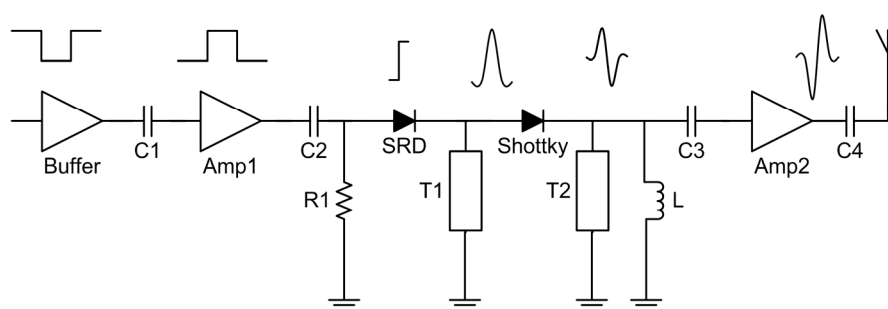 Buffer
C1
Amp1
C2
R1
SRD
T1
Shottky
T2
L
C3
Amp2
C4